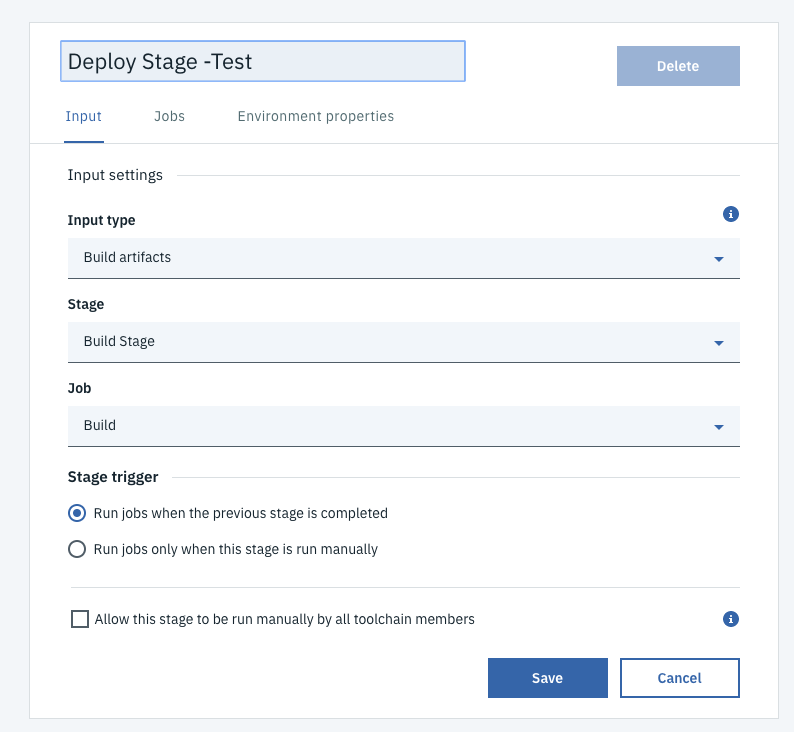 Deploy Stage -Test
Delete
Input Jobs Environment properties
Input settings
Input type
Build artifacts
Stage
Build Stage
Job
Build
Stage trigger
Run jobs when the previous stage is completed
Run jobs only when this stage is run manually
Allow this stage to be run manually by all toolchain members
Save Cancel